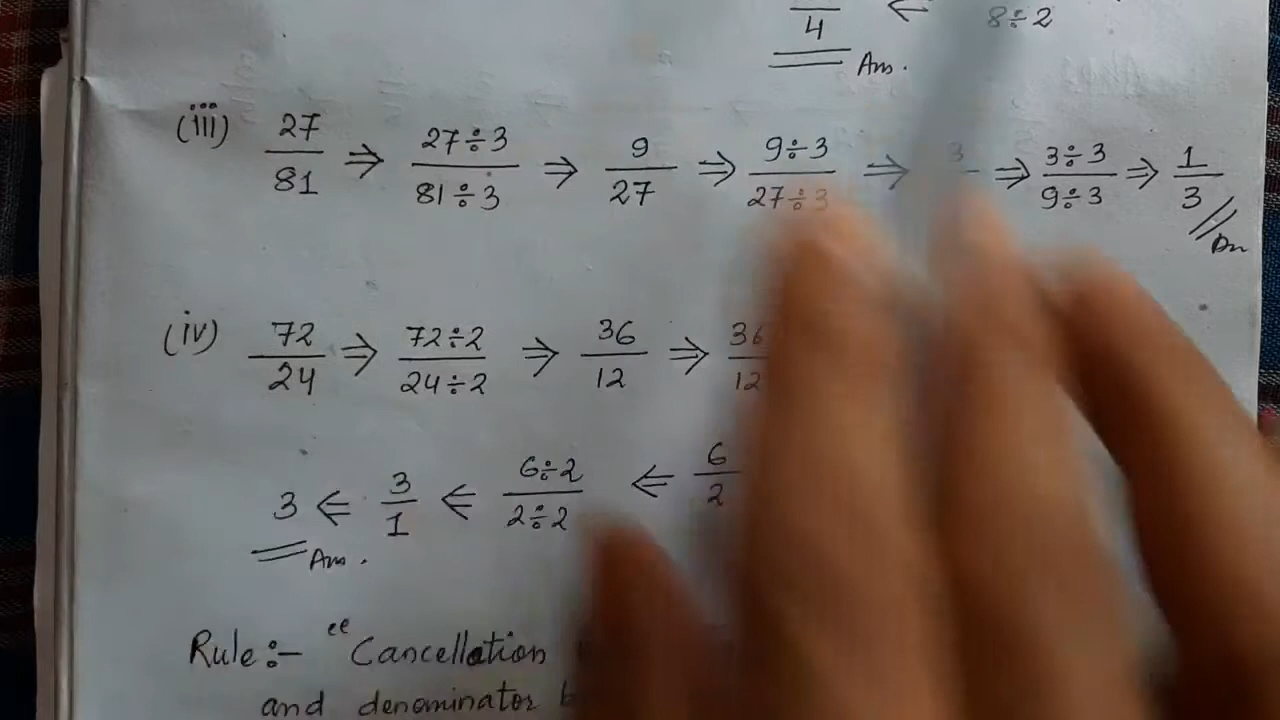 4 ⇐ 8÷2
Ans.
(iii) 27/81 ⇒ 27÷3/81÷3 ⇒ 9/27 ⇒ 9÷3/27÷3 ⇒ 3 ⇒ 3÷3/9÷3 ⇒ 1/3
(iv) 72/24 ⇒ 72÷2/24÷2 ⇒ 36/12 ⇒ 36/12
3 ⇐ 3/1 ⇐ 6÷2/2÷2 ⇐ 6/2
Ans.
Rule:- "Cancellation
and denominator